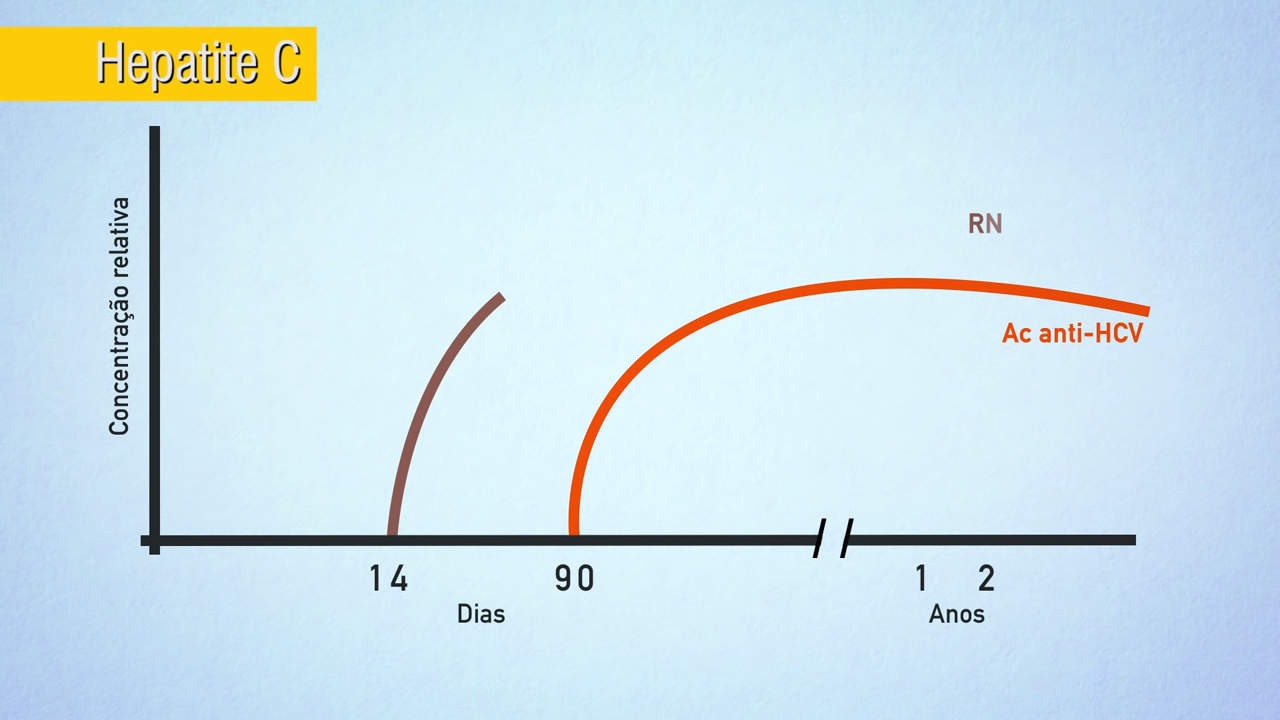 Hepatite C
Concentração relativa
RN
Ac anti-HCV
14
90
1
2
Dias
Anos